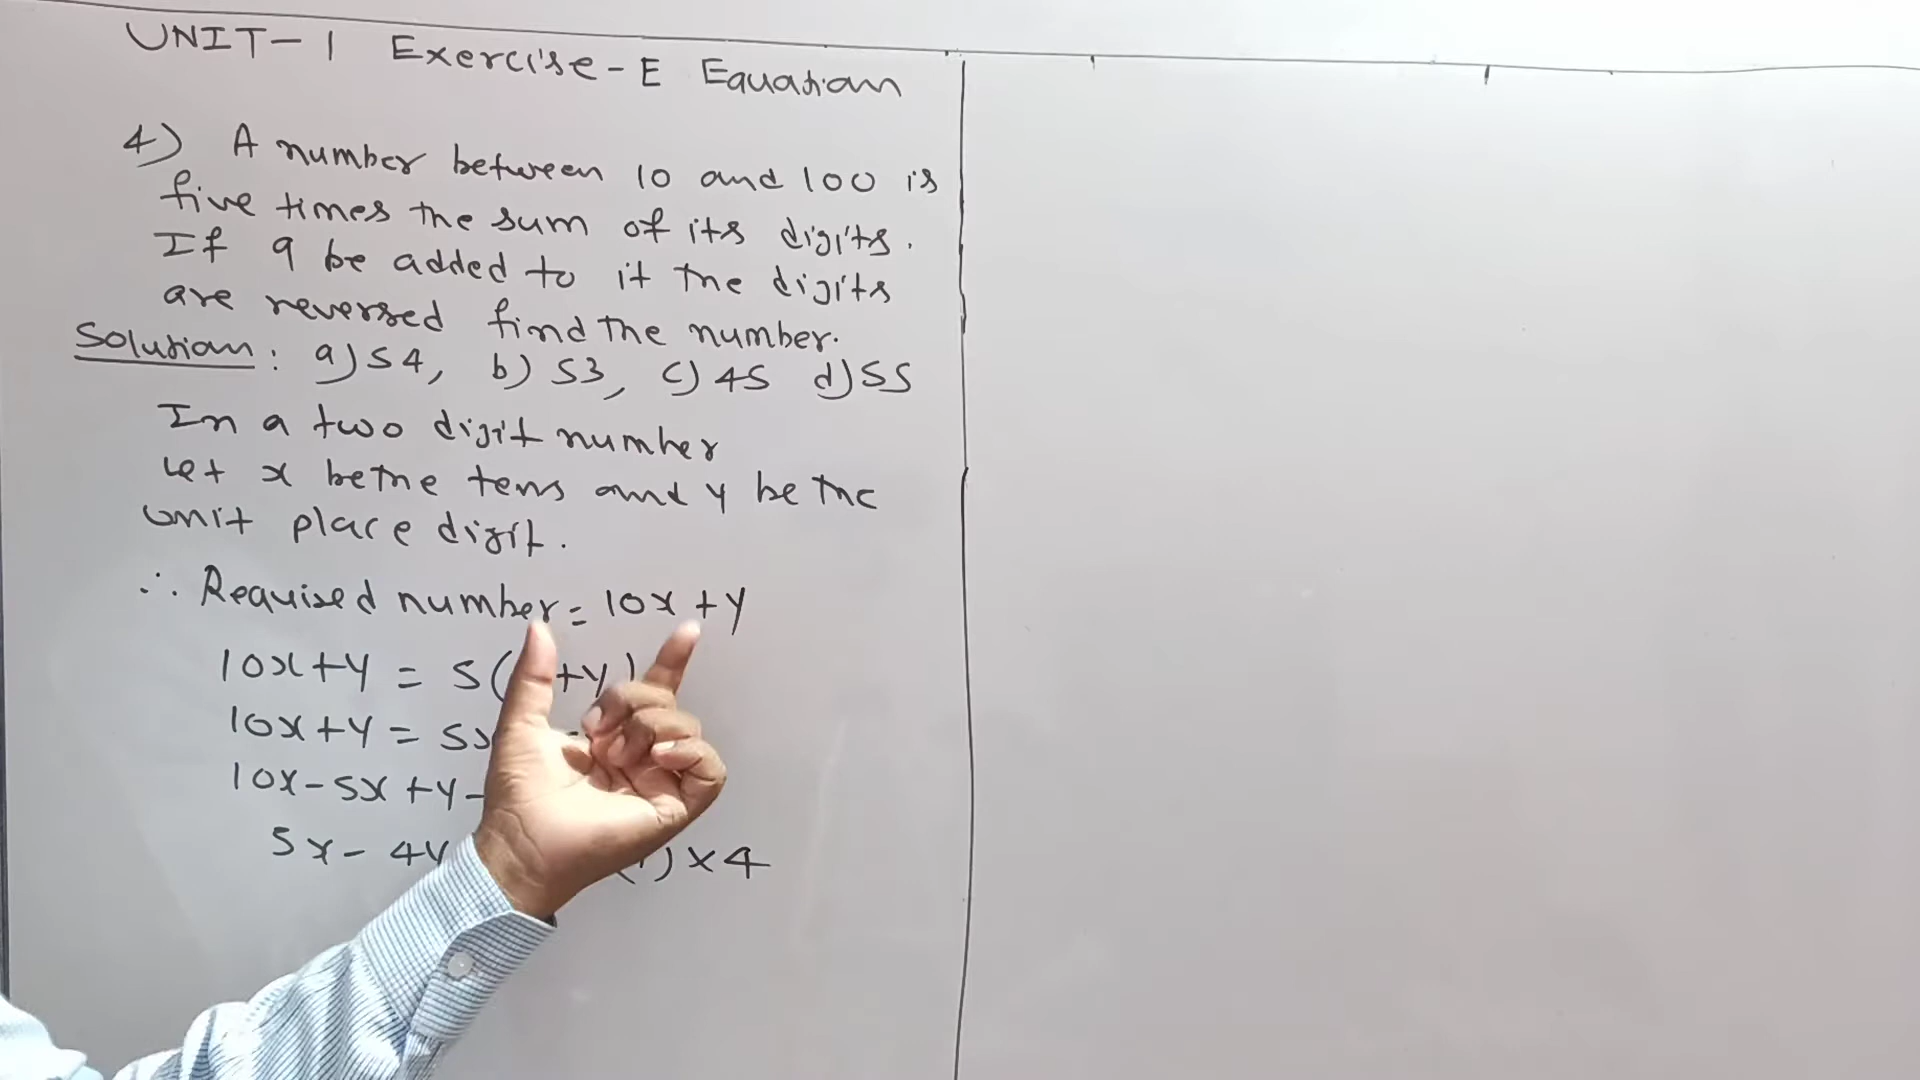 UNIT-1 Exercise-E Equation
4) A number between 10 and 100 is
five times the sum of its digits.
If 9 be added to it the digits
are reversed find the number.
Solution: a) 54, b) 53, c) 45 d) 55
In a two digit number
Let x be the tens and y be the
unit place digit.
∴ Required number = 10x + y
10x + y = 5( +y)
10x + y = 5x
10x - 5x + y -
5x - 4y ) × 4